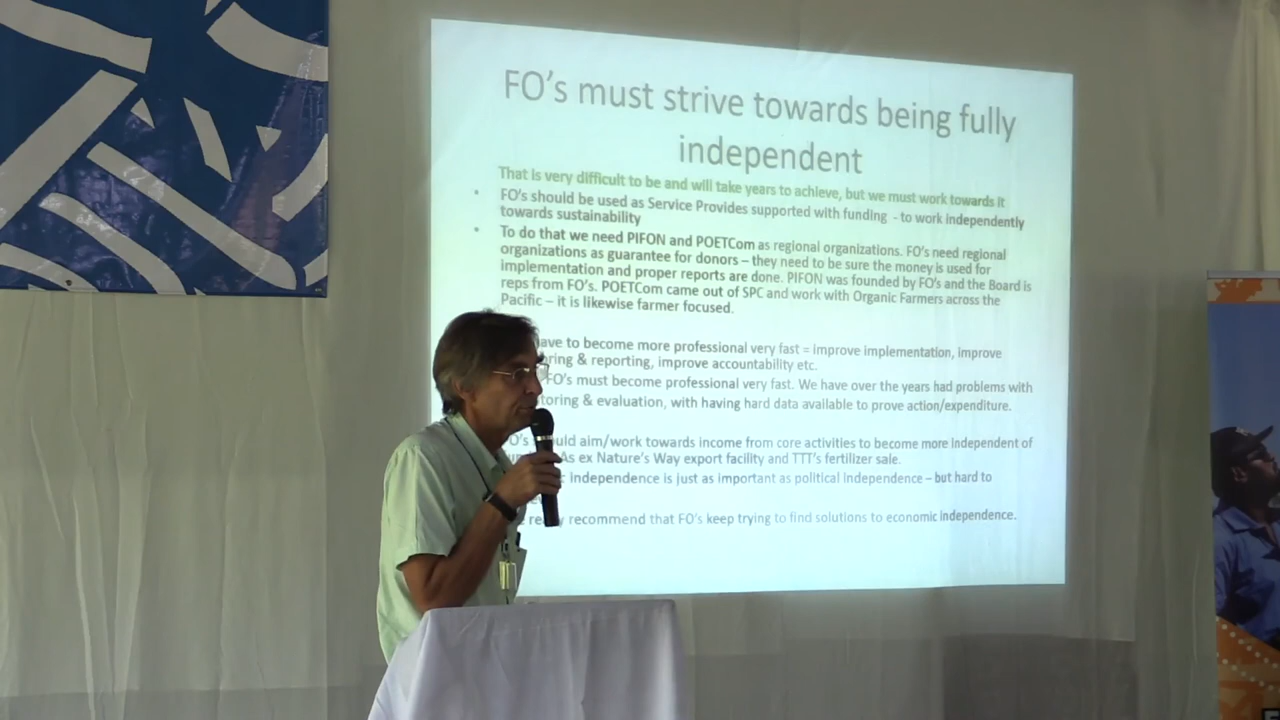 FO's must strive towards being fully
independent
That is very difficult to be and will take years to achieve, but we must work towards it
• FO's should be used as Service Provides supported with funding - to work independently
towards sustainability
• To do that we need PIFON and POETCom as regional organizations. FO's need regional
organizations as guarantee for donors – they need to be sure the money is used for
implementation and proper reports are done. PIFON was founded by FO's and the Board is
reps from FO's. POETCom came out of SPC and work with Organic Farmers across the
Pacific – it is likewise farmer focused.
have to become more professional very fast = improve implementation, improve
& reporting, improve accountability etc.
FO's must become professional very fast. We have over the years had problems with
& evaluation, with having hard data available to prove action/expenditure.
aim/work towards income from core activities to become more Independent of
As ex Nature's Way export facility and TTT's fertilizer sale.
independence is just as important as political Independence – but hard to
recommend that FO's keep trying to find solutions to economic independence.